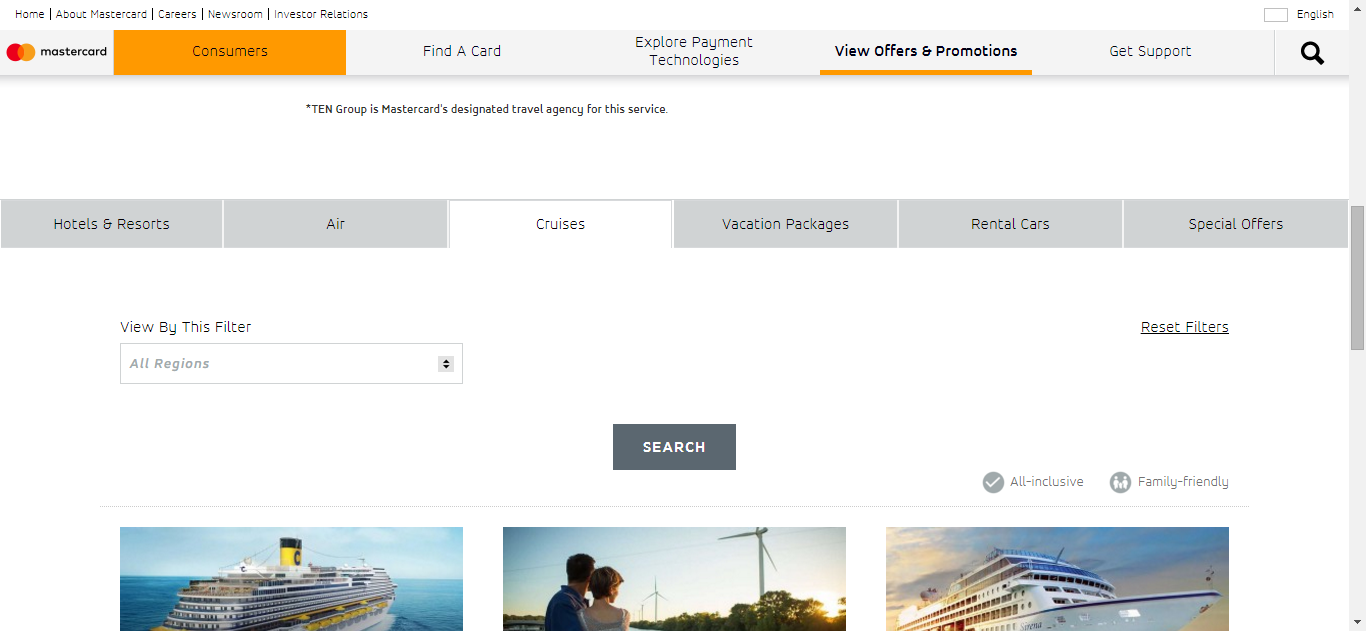 Home | About Mastercard | Careers | Newsroom | Investor Relations
English
mastercard
Consumers
Find A Card
Explore Payment
Technologies
View Offers & Promotions
Get Support
*TEN Group is Mastercard's designated travel agency for this service.
Hotels & Resorts
Air
Cruises
Vacation Packages
Rental Cars
Special Offers
View By This Filter
Reset Filters
All Regions
SEARCH
All-inclusive
Family-friendly
Sirena